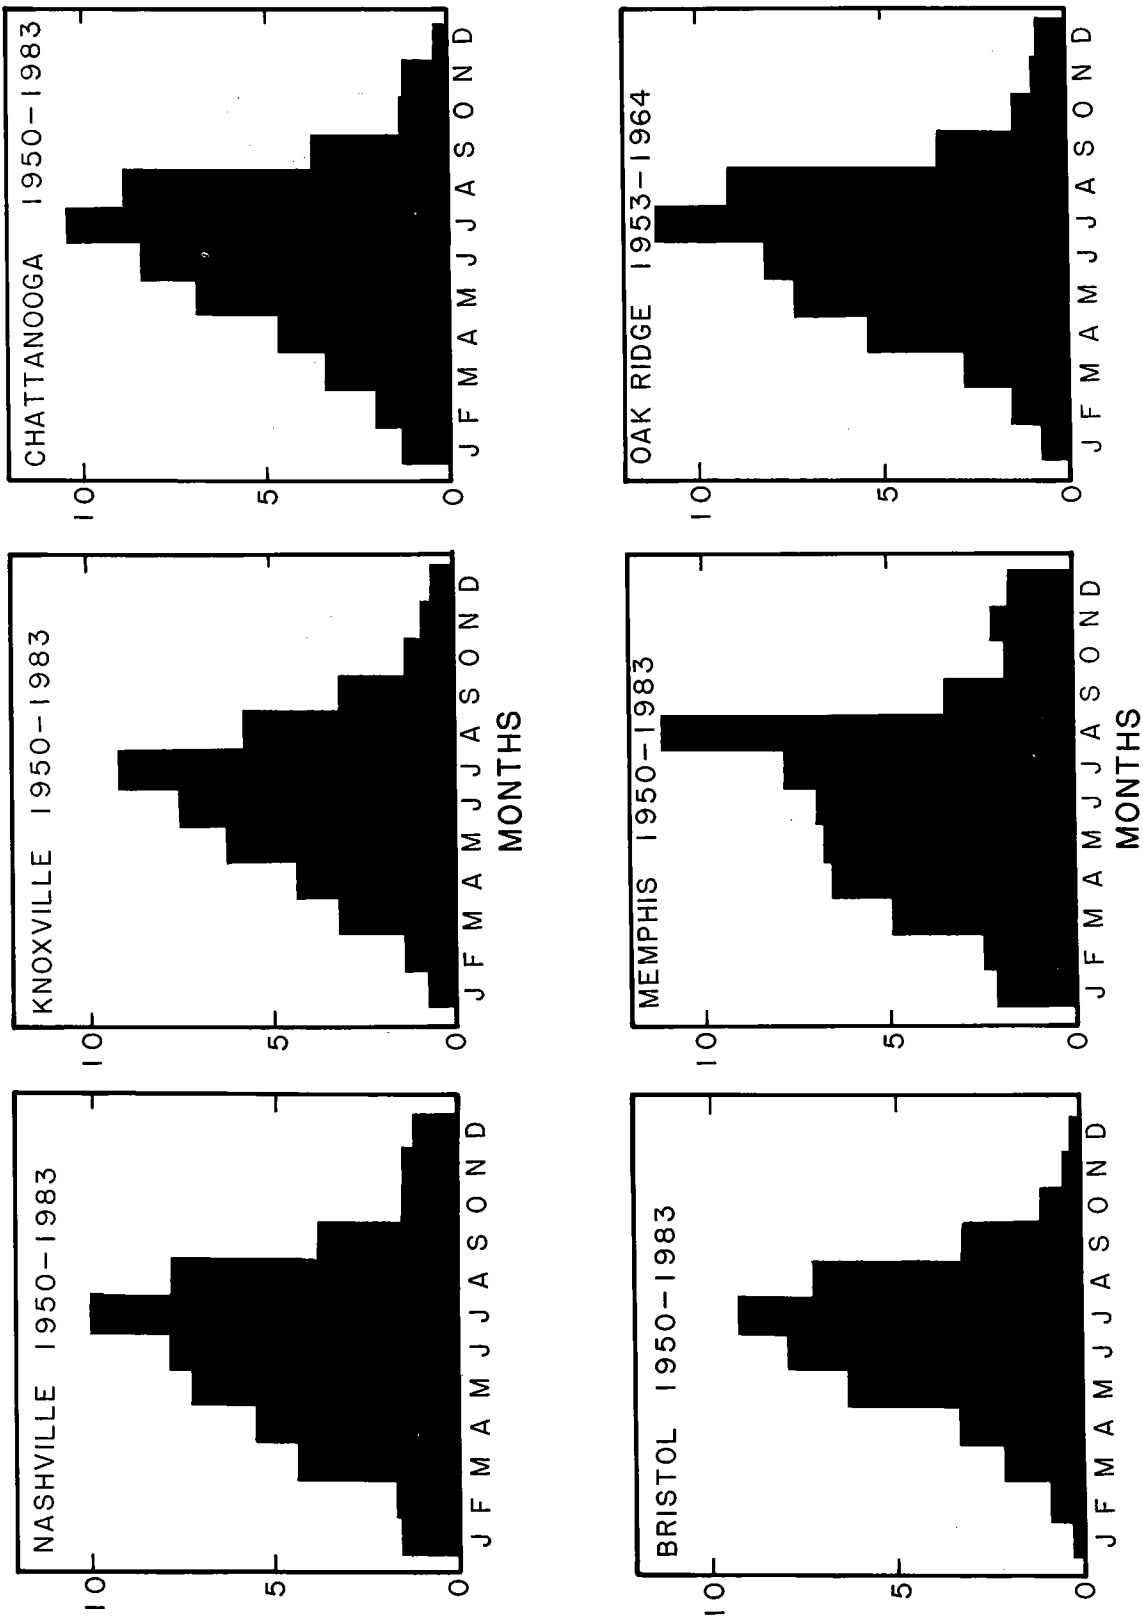 NASHVILLE 1950-1983
10
5
0
J F M A M J J A S O N D
KNOXVILLE 1950-1983
10
5
0
J F M A M J J A S O N D
MONTHS
CHATTANOOGA 1950-1983
10
5
0
J F M A M J J A S O N D
BRISTOL 1950-1983
10
5
0
J F M A M J J A S O N D
MEMPHIS 1950-1983
10
5
0
J F M A M J J A S O N D
MONTHS
OAK RIDGE 1953-1964
10
5
0
J F M A M J J A S O N D